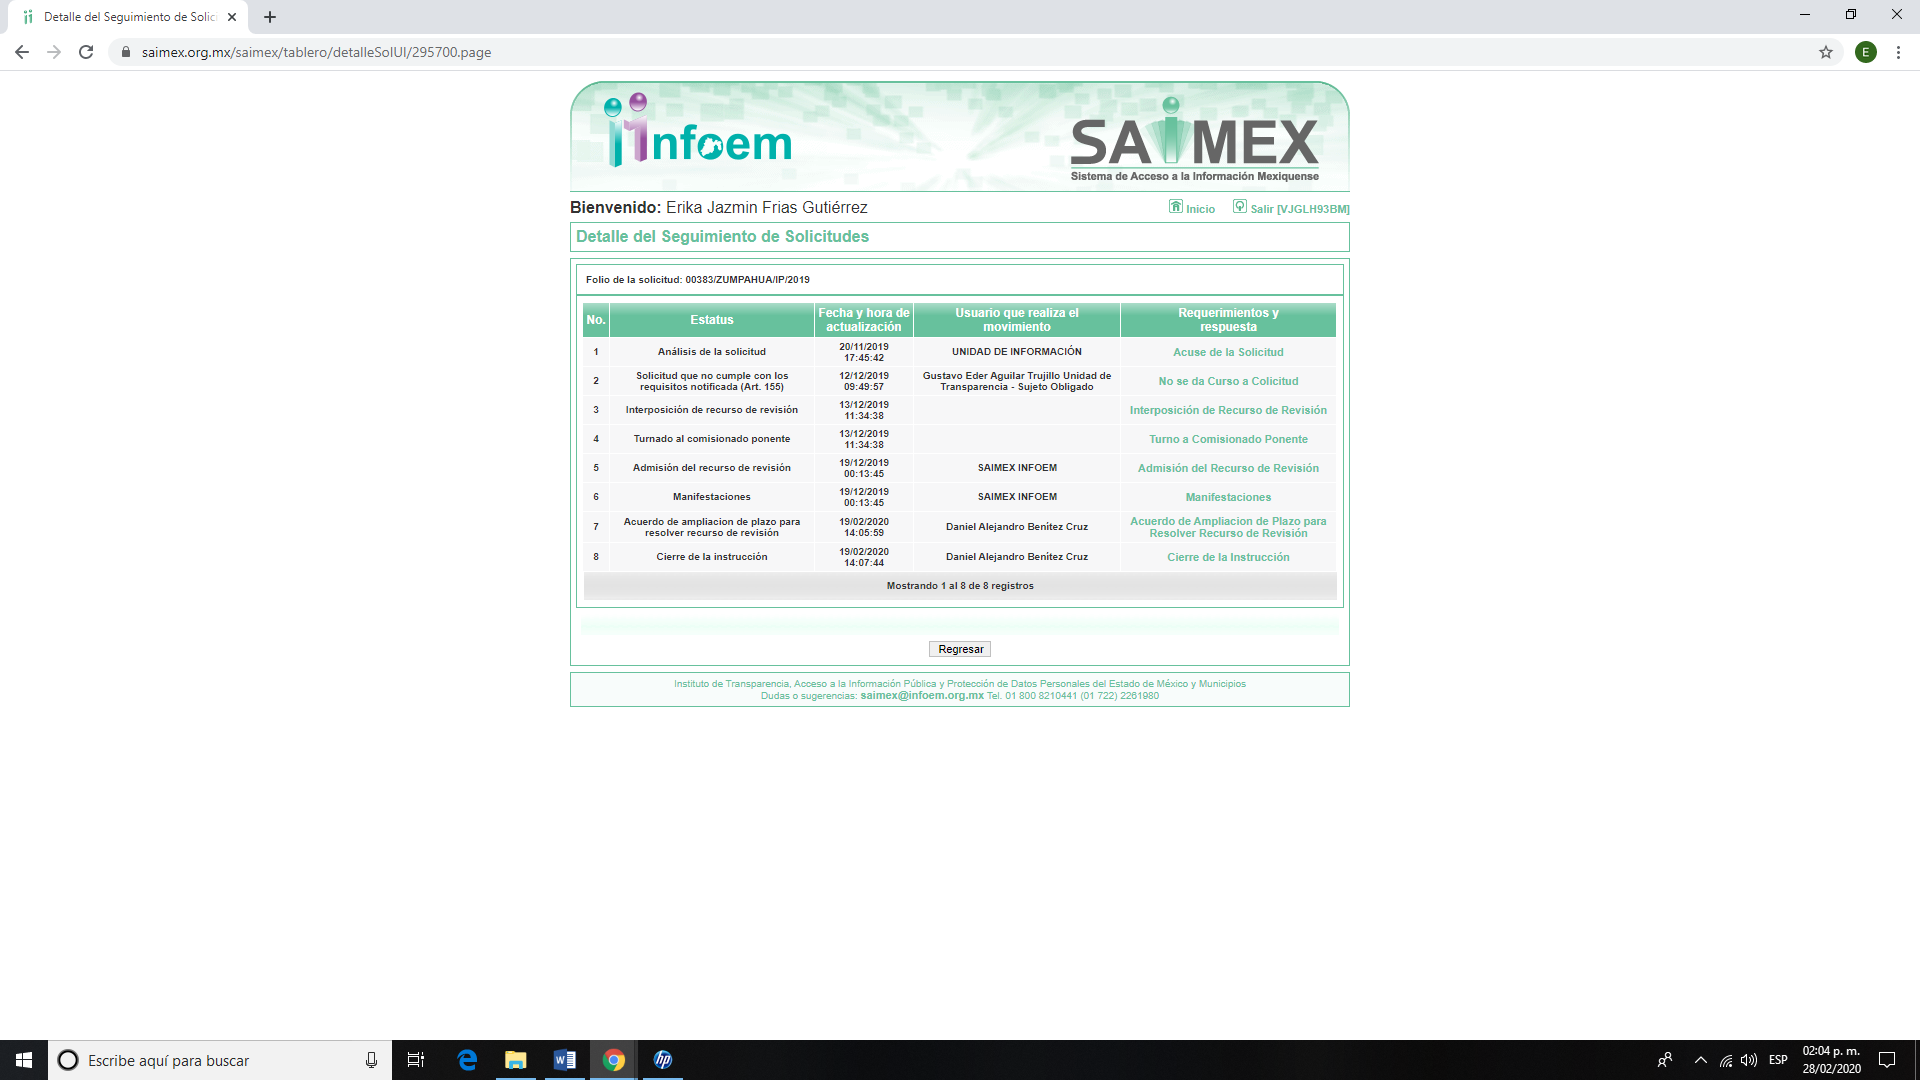 Detalle del Seguimiento de Solici
saimex.org.mx/saimex/tablero/detalleSolUI/295700.page
E
infoem
SAIMEX
Sistema de Acceso a la Información Mexiquense
Bienvenido: Erika Jazmin Frias Gutiérrez
Inicio
Salir [VJGLH93BM]
Detalle del Seguimiento de Solicitudes
Folio de la solicitud: 00383/ZUMPAHUA/IP/2019
No. Estatus Fecha y hora de actualización Usuario que realiza el movimiento Requerimientos y respuesta
1 Análisis de la solicitud 20/11/2019 17:45:42 UNIDAD DE INFORMACIÓN Acuse de la Solicitud
2 Solicitud que no cumple con los requisitos notificada (Art. 155) 12/12/2019 09:49:57 Gustavo Eder Aguilar Trujillo Unidad de Transparencia - Sujeto Obligado No se da Curso a Colicitud
3 Interposición de recurso de revisión 13/12/2019 11:34:38 Interposición de Recurso de Revisión
4 Turnado al comisionado ponente 13/12/2019 11:34:38 Turno a Comisionado Ponente
5 Admisión del recurso de revisión 19/12/2019 00:13:45 SAIMEX INFOEM Admisión del Recurso de Revisión
6 Manifestaciones 19/12/2019 00:13:45 SAIMEX INFOEM Manifestaciones
7 Acuerdo de ampliacion de plazo para resolver recurso de revisión 19/02/2020 14:05:59 Daniel Alejandro Benítez Cruz Acuerdo de Ampliacion de Plazo para Resolver Recurso de Revisión
8 Cierre de la instrucción 19/02/2020 14:07:44 Daniel Alejandro Benítez Cruz Cierre de la Instrucción
Mostrando 1 al 8 de 8 registros
Regresar
Instituto de Transparencia, Acceso a la Información Pública y Protección de Datos Personales del Estado de México y Municipios
Dudas o sugerencias: saimex@infoem.org.mx Tel. 01 800 8210441 (01 722) 2261980
Escribe aquí para buscar
ESP
02:04 p. m.
28/02/2020